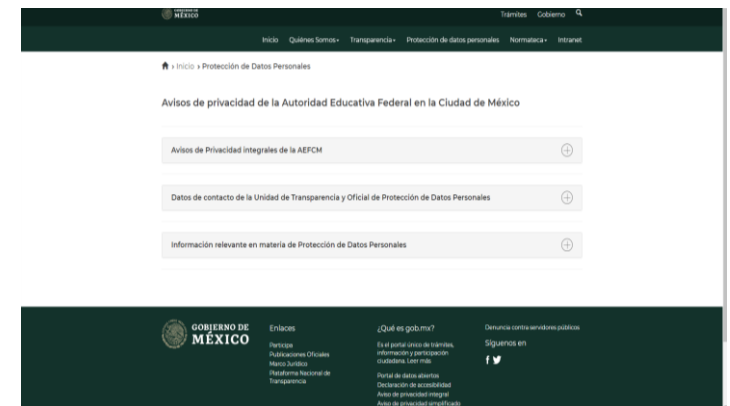 GOBIERNO DE
MÉXICO
Trámites Gobierno
Inicio Quiénes Somos Transparencia Protección de datos personales Normateca Intranet
Inicio Protección de Datos Personales
Avisos de privacidad de la Autoridad Educativa Federal en la Ciudad de México
Avisos de Privacidad integrales de la AEFCM
Datos de contacto de la Unidad de Transparencia y Oficial de Protección de Datos Personales
Información relevante en materia de Protección de Datos Personales
GOBIERNO DE
MÉXICO
Enlaces
Participa
Publicaciones Oficiales
Marco Jurídico
Plataforma Nacional de
Transparencia
¿Qué es gob.mx?
Es el portal único de trámites,
información y participación
ciudadana. Leer más
Portal de datos abiertos
Declaración de accesibilidad
Aviso de privacidad integral
Aviso de privacidad simplificado
Denuncia contra servidores públicos
Síguenos en